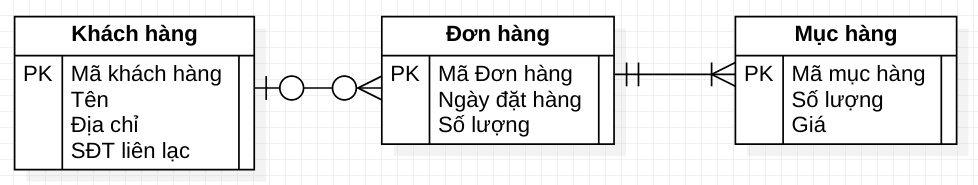 Khách hàng
PK
Mã khách hàng
Tên
Địa chỉ
SĐT liên lạc
Đơn hàng
PK
Mã Đơn hàng
Ngày đặt hàng
Số lượng
Mục hàng
PK
Mã mục hàng
Số lượng
Giá